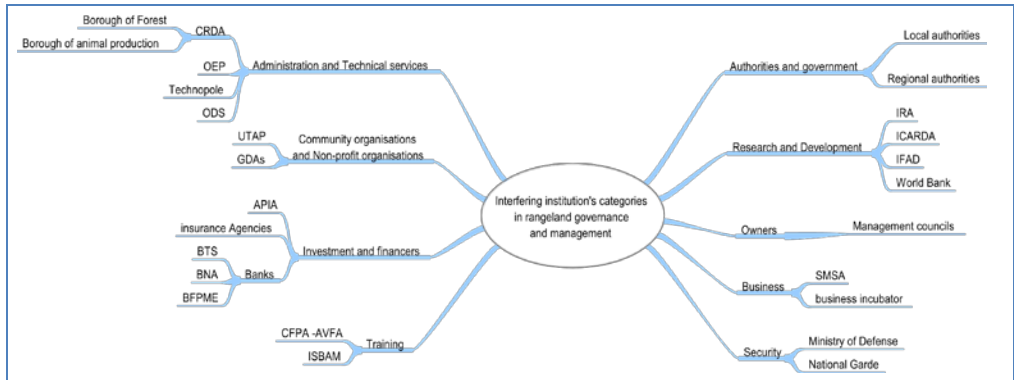 Interfering institution's categories
in rangeland governance
and management
Administration and Technical services
CRDA
Borough of Forest
Borough of animal production
OEP
Technopole
ODS
Community organisations
and Non-profit organisations
UTAP
GDAs
Investment and financers
APIA
insurance Agencies
Banks
BTS
BNA
BFPME
Training
CFPA -AVFA
ISBAM
Authorities and government
Local authorities
Regional authorities
Research and Development
IRA
ICARDA
IFAD
World Bank
Owners
Management councils
Business
SMSA
business incubator
Security
Ministry of Defense
National Garde